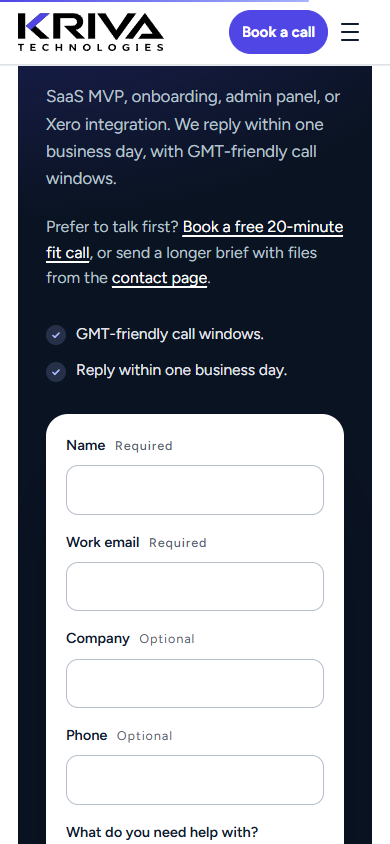 KRIVA
TECHNOLOGIES
Book a call
SaaS MVP, onboarding, admin panel, or
Xero integration. We reply within one
business day, with GMT-friendly call
windows.
Prefer to talk first? Book a free 20-minute
fit call, or send a longer brief with files
from the contact page.
GMT-friendly call windows.
Reply within one business day.
Name Required
Work email Required
Company Optional
Phone Optional
What do you need help with?